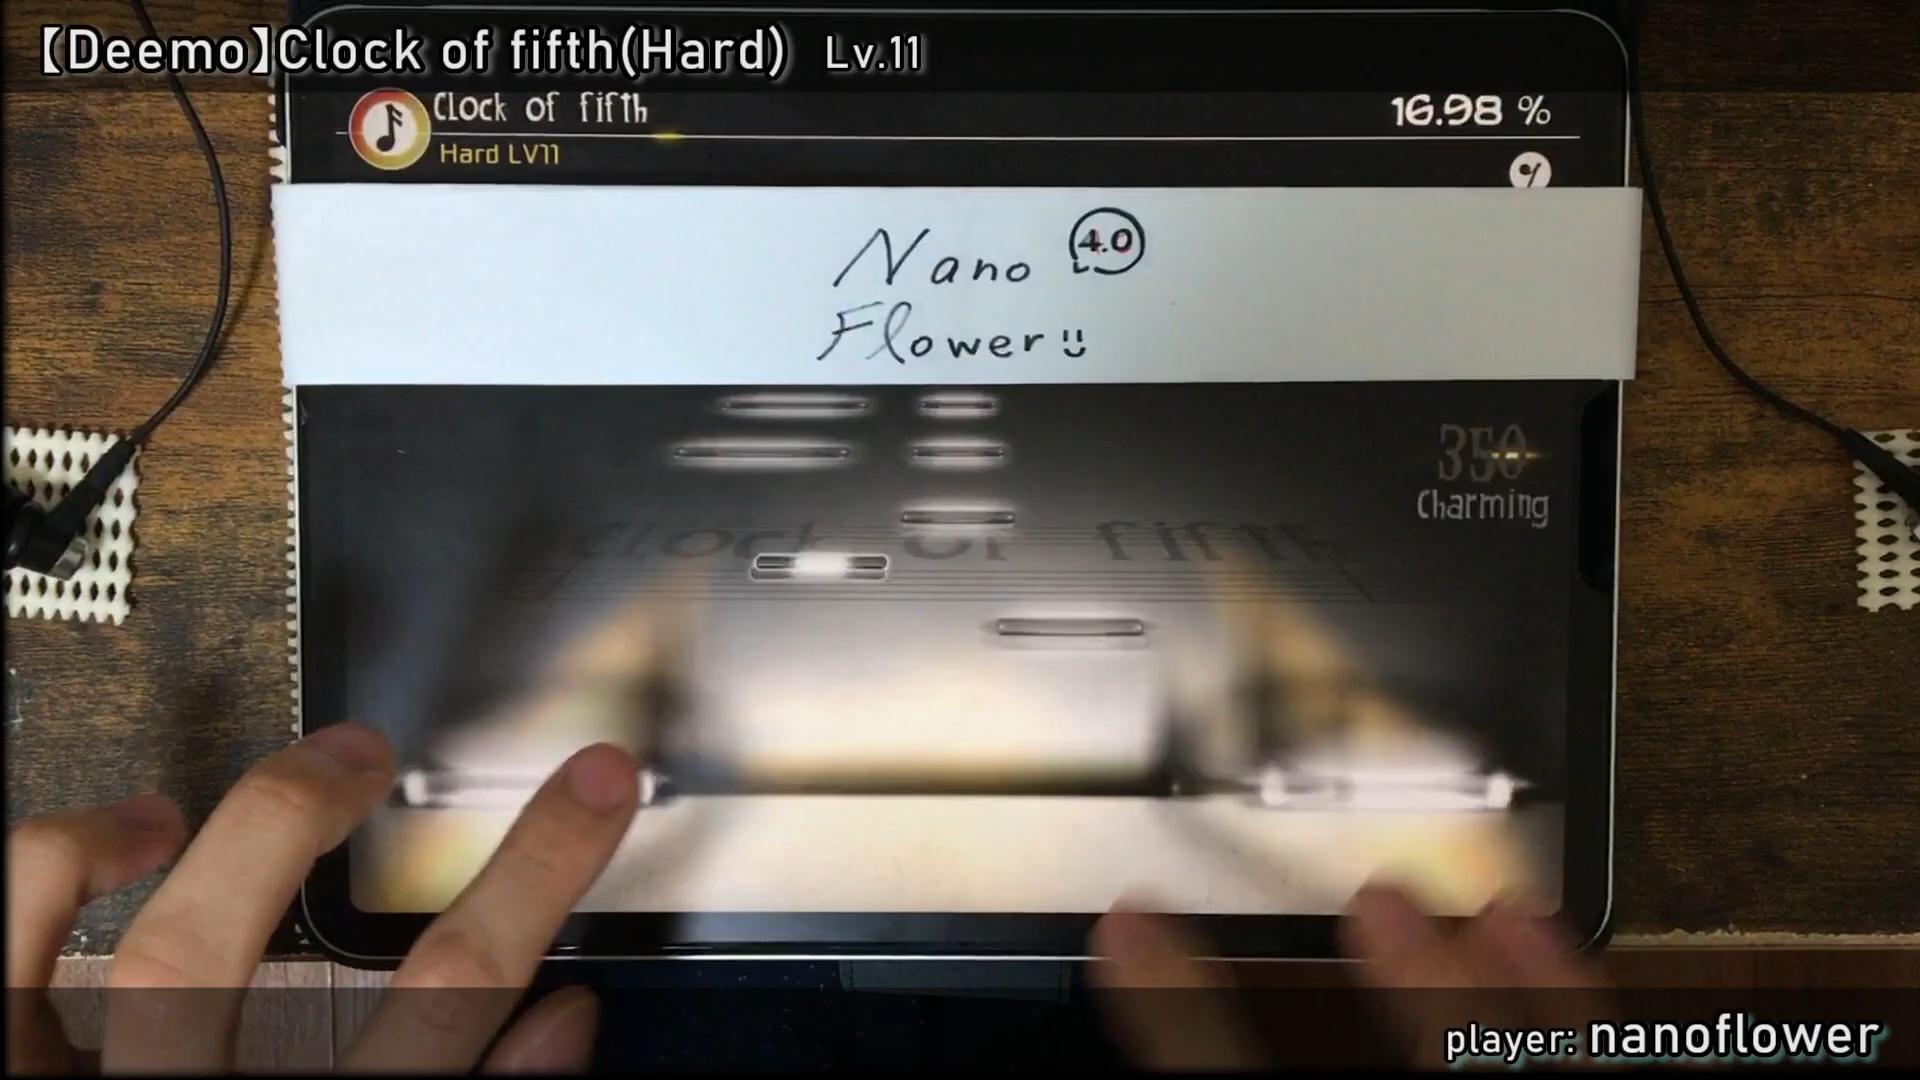 【Deemo】Clock of fifth(Hard) Lv.11
Clock of fifth
16.98 %
Hard LV11
Nano 4.0
Flower
350
Charming
Clock of fifth
player: nanoflower